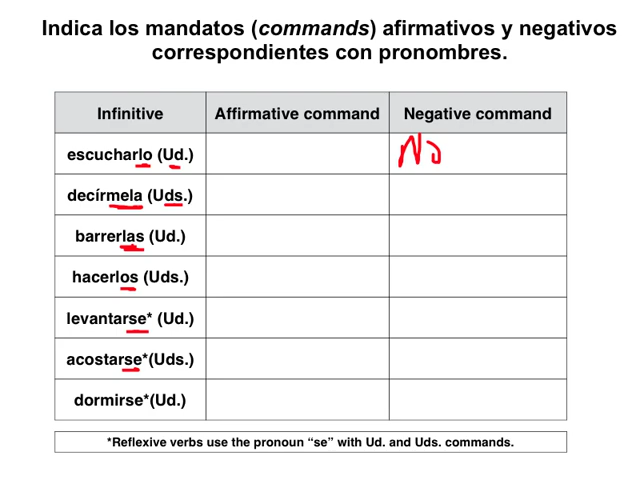 Indica los mandatos (commands) afirmativos y negativos
correspondientes con pronombres.
Infinitive Affirmative command Negative command
escucharlo (Ud.) No
decírmela (Uds.)
barrerlas (Ud.)
hacerlos (Uds.)
levantarse* (Ud.)
acostarse*(Uds.)
dormirse*(Ud.)
*Reflexive verbs use the pronoun “se” with Ud. and Uds. commands.